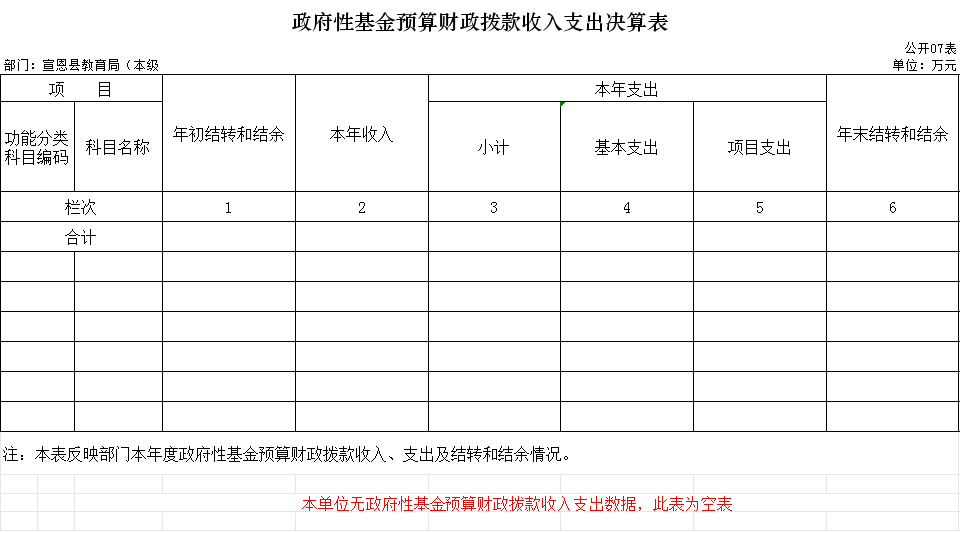 政府性基金预算财政拨款收入支出决算表
公开07表
部门：宣恩县教育局（本级
单位：万元
项　　目
年初结转和结余
本年收入
本年支出
年末结转和结余
功能分类
科目编码
科目名称
小计
基本支出
项目支出
栏次
1
2
3
4
5
6
合计
注：本表反映部门本年度政府性基金预算财政拨款收入、支出及结转和结余情况。
本单位无政府性基金预算财政拨款收入支出数据，此表为空表